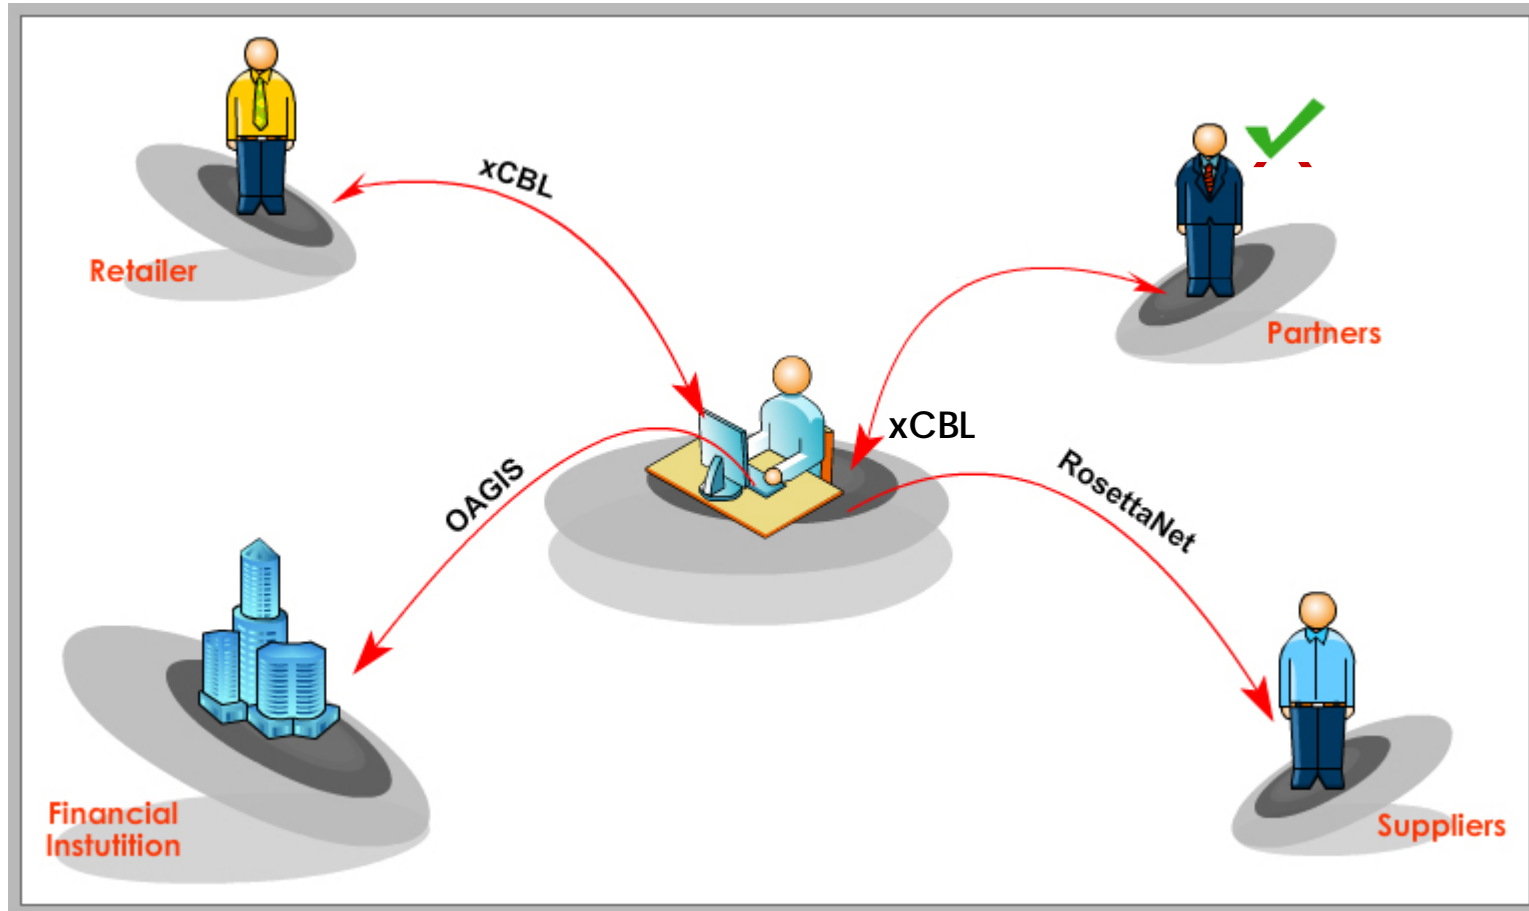 xCBL
Retailer
Partners
xCBL
OAGIS
RosettaNet
Financial
Instutition
Suppliers